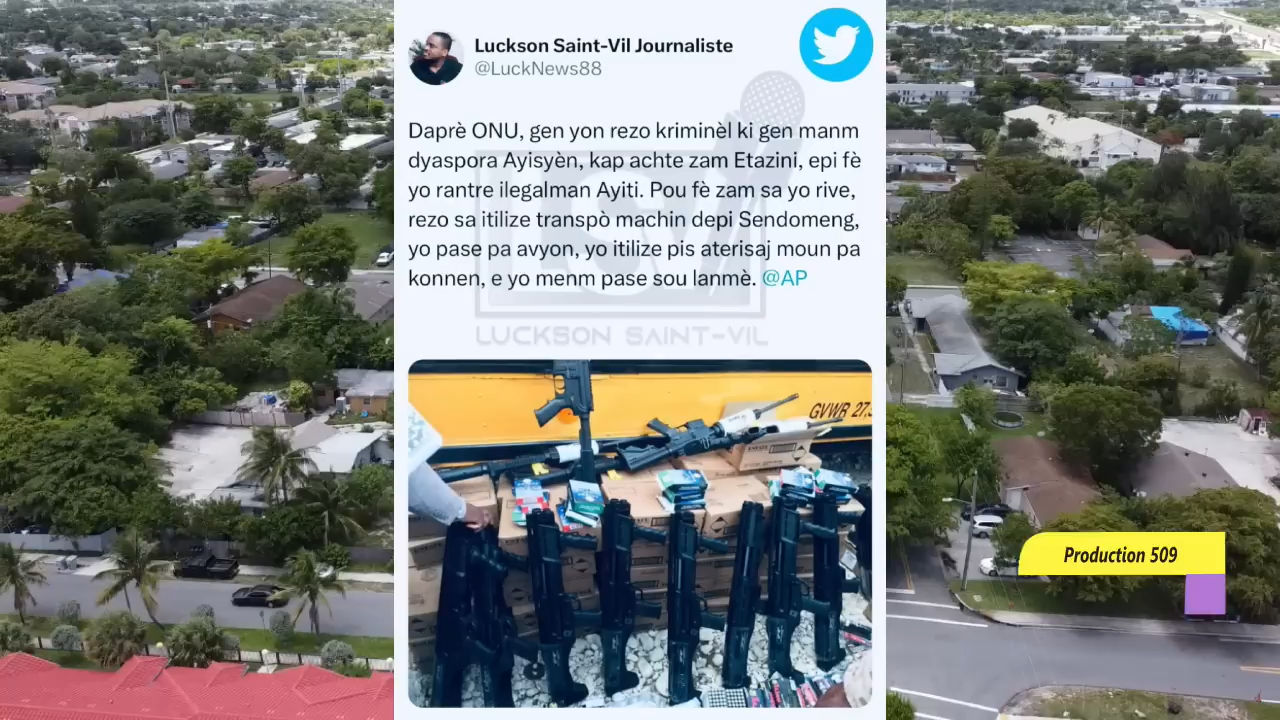 Luckson Saint-Vil Journaliste
@LuckNews88
Daprè ONU, gen yon rezo kriminèl ki gen manm
dyaspora Ayisyèn, kap achte zam Etazini, epi fè
yo rantre ilegalman Ayiti. Pou fè zam sa yo rive,
rezo sa itilize transpò machin depi Sendomeng,
yo pase pa avyon, yo itilize pis aterisaj moun pa
konnen, e yo menm pase sou lanmè. @AP
LSV
LUCKSON SAINT-VIL
GVWR 27,
Production 509